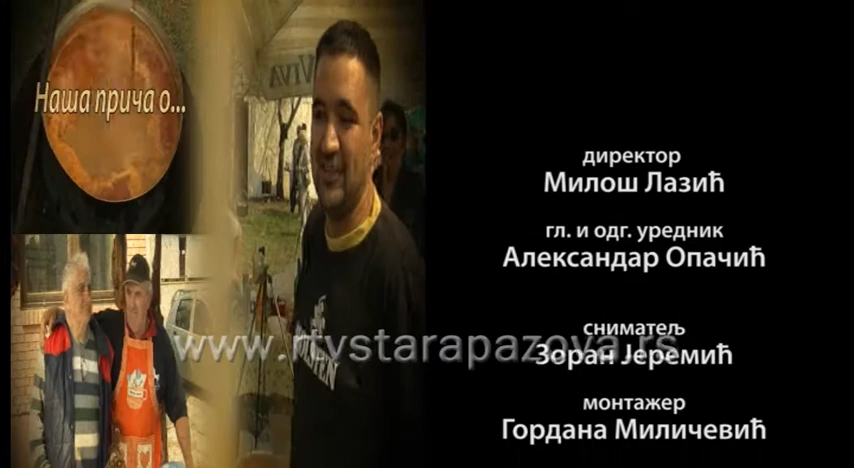 Наша прича о...
VIVA
директор
Милош Лазић
гл. и одг. уредник
Александар Опачић
www.rtvstarapazova.rs
сниматељ
Зоран Јеремић
монтажер
Гордана Миличевић